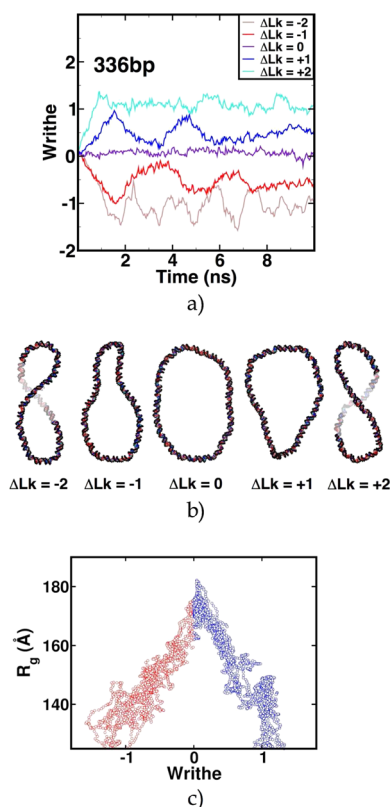 336bp
ΔLk = -2
ΔLk = -1
ΔLk = 0
ΔLk = +1
ΔLk = +2
2
1
0
-1
-2
Writhe
2 4 6 8
Time (ns)
a)
ΔLk = -2 ΔLk = -1 ΔLk = 0 ΔLk = +1 ΔLk = +2
b)
180
160
140
Rg (Å)
-1 0 1
Writhe
c)